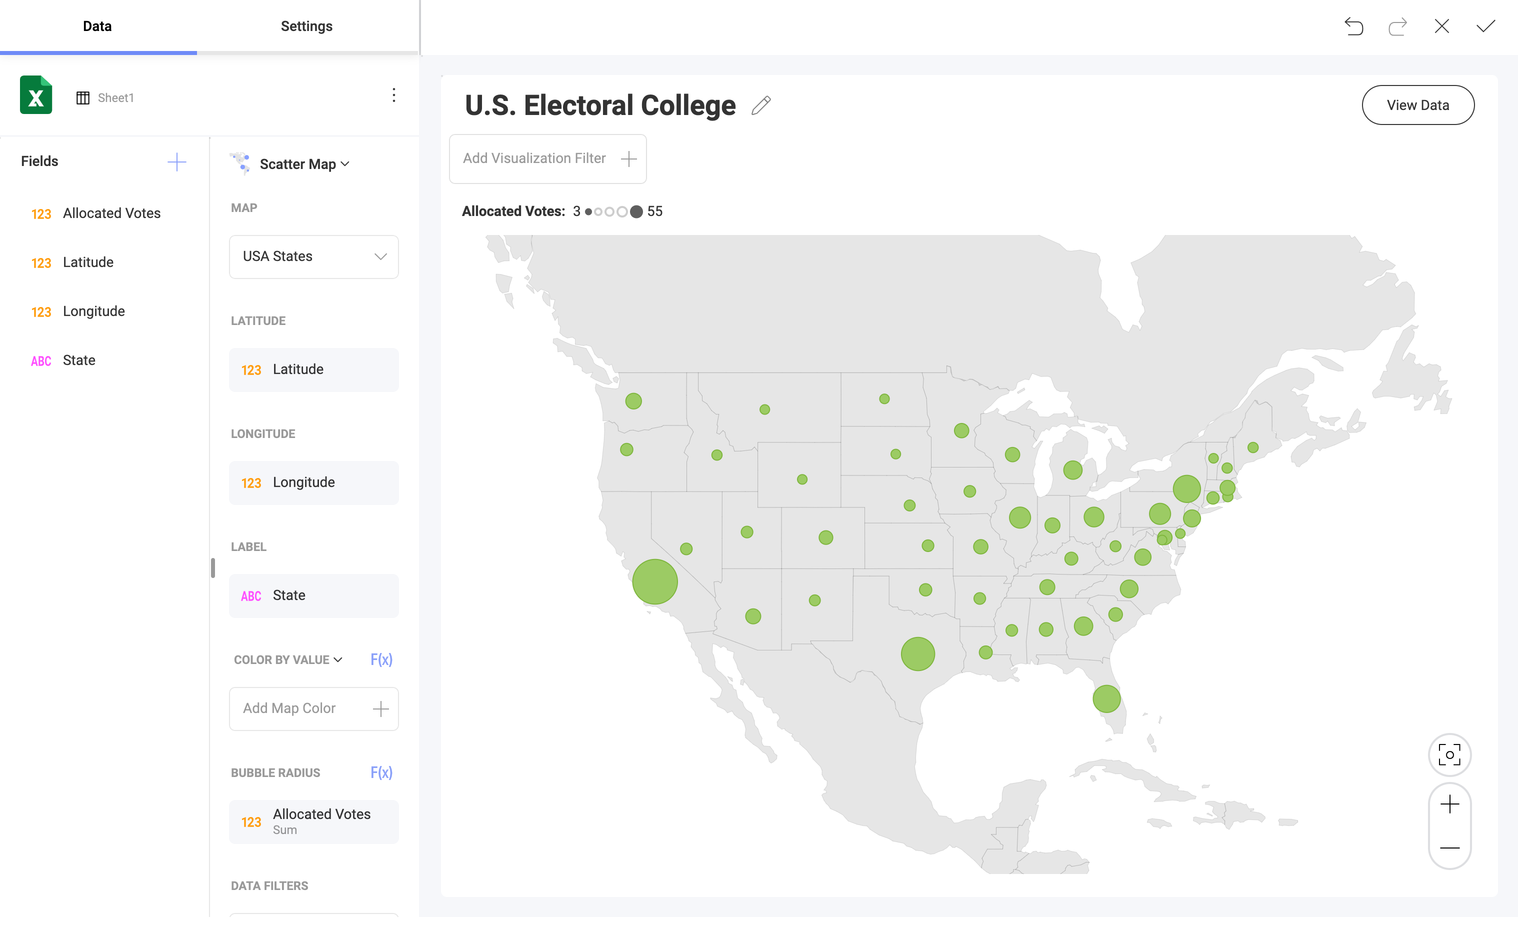 Data
Settings
X
Sheet1
Fields
123 Allocated Votes
123 Latitude
123 Longitude
ABC State
Scatter Map
MAP
USA States
LATITUDE
123 Latitude
LONGITUDE
123 Longitude
LABEL
ABC State
COLOR BY VALUE F(x)
Add Map Color
BUBBLE RADIUS F(x)
123 Allocated Votes
Sum
DATA FILTERS
U.S. Electoral College
View Data
Add Visualization Filter
Allocated Votes: 3 55